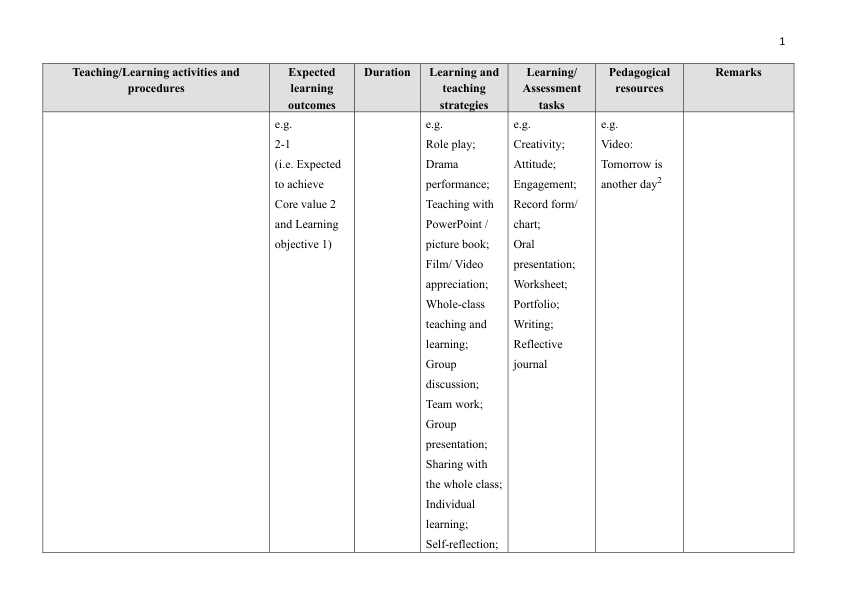 1
Teaching/Learning activities and
procedures
Expected
learning
outcomes
Duration
Learning and
teaching
strategies
Learning/
Assessment
tasks
Pedagogical
resources
Remarks
e.g.
2-1
(i.e. Expected
to achieve
Core value 2
and Learning
objective 1)
e.g.
Role play;
Drama
performance;
Teaching with
PowerPoint /
picture book;
Film/ Video
appreciation;
Whole-class
teaching and
learning;
Group
discussion;
Team work;
Group
presentation;
Sharing with
the whole class;
Individual
learning;
Self-reflection;
e.g.
Creativity;
Attitude;
Engagement;
Record form/
chart;
Oral
presentation;
Worksheet;
Portfolio;
Writing;
Reflective
journal
e.g.
Video:
Tomorrow is
another day2